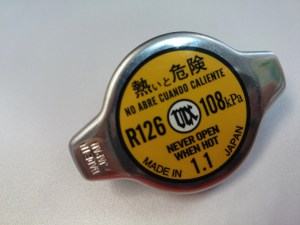 熱いと危険
NO ABRE CUANDO CALIENTE
R126
108kPa
NEVER OPEN
WHEN HOT
MADE IN
1.1
JAPAN